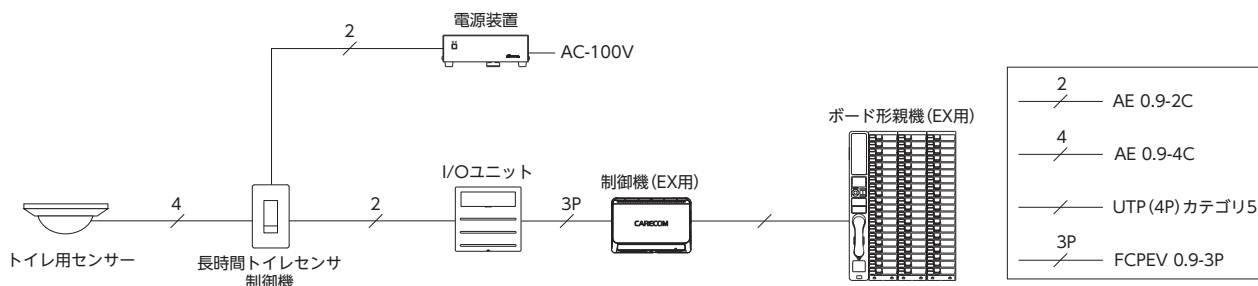 電源装置
2
AC-100V
2
AE 0.9-2C
ボード形親機(EX用)
4
AE 0.9-4C
I/Oユニット
制御機(EX用)
4
2
3P
CARECOM
UTP(4P)カテゴリ5
トイレ用センサー
長時間トイレセンサ
制御機
3P
FCPEV 0.9-3P